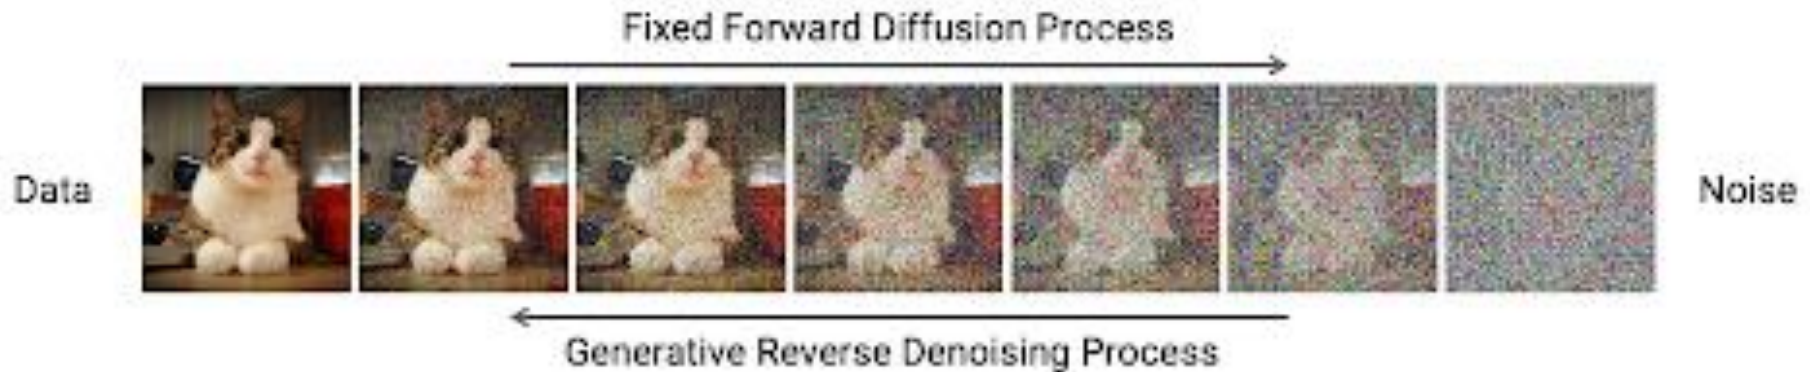 Fixed Forward Diffusion Process
Data
Noise
Generative Reverse Denoising Process